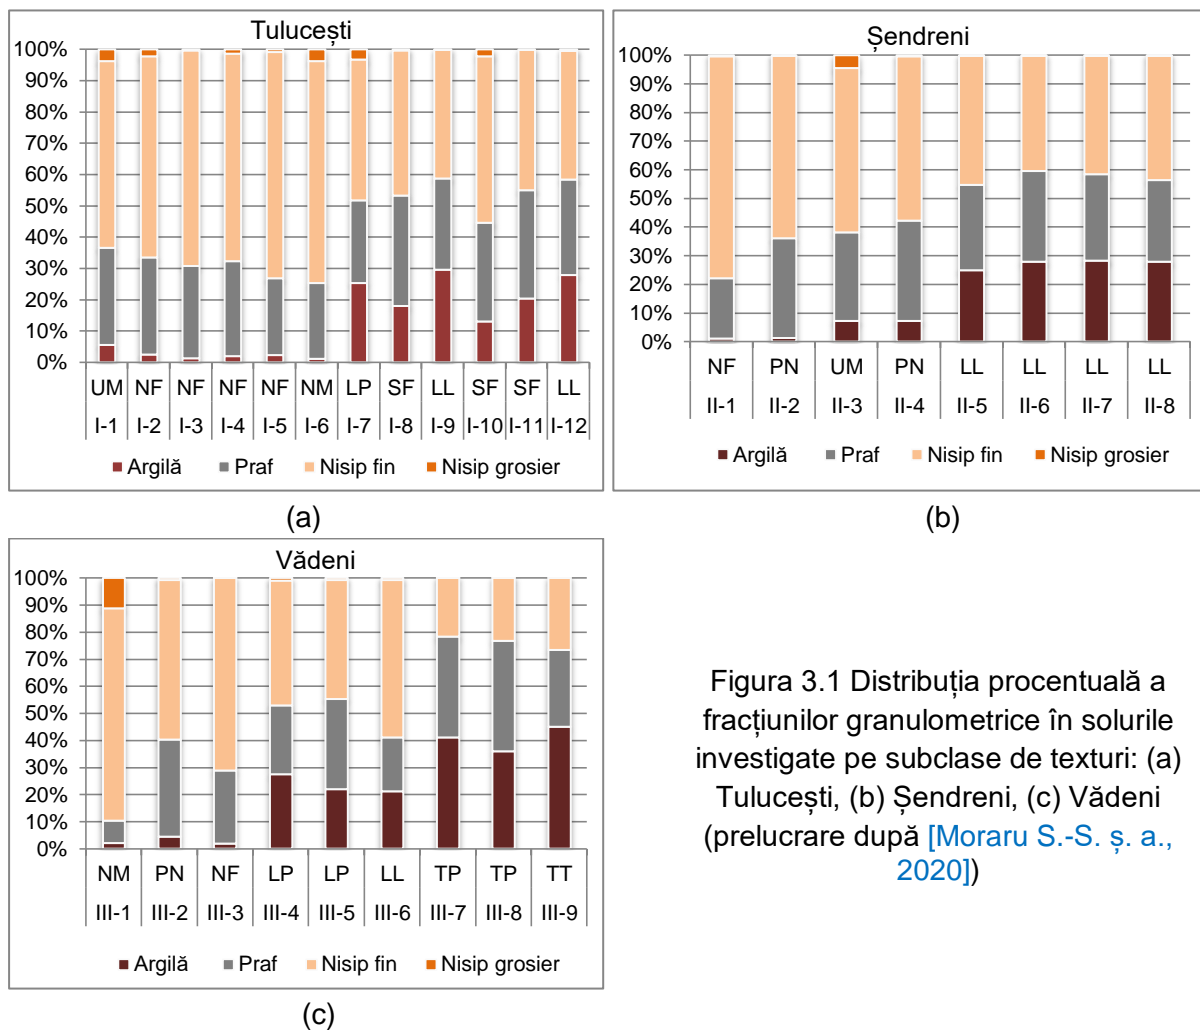 Tulucești
100%
90%
80%
70%
60%
50%
40%
30%
20%
10%
0%
UM NF NF NF NF NM LP SF LL SF SF LL
I-1 I-2 I-3 I-4 I-5 I-6 I-7 I-8 I-9 I-10 I-11 I-12
Argilă Praf Nisip fin Nisip grosier
(a)
Șendreni
100%
90%
80%
70%
60%
50%
40%
30%
20%
10%
0%
NF PN UM PN LL LL LL LL
II-1 II-2 II-3 II-4 II-5 II-6 II-7 II-8
Argilă Praf Nisip fin Nisip grosier
(b)
Vădeni
100%
90%
80%
70%
60%
50%
40%
30%
20%
10%
0%
NM PN NF LP LP LL TP TP TT
III-1 III-2 III-3 III-4 III-5 III-6 III-7 III-8 III-9
Argilă Praf Nisip fin Nisip grosier
(c)
Figura 3.1 Distribuția procentuală a
fracțiunilor granulometrice în solurile
investigate pe subclase de texturi: (a)
Tulucești, (b) Șendreni, (c) Vădeni
(prelucrare după [Moraru S.-S. ș. a.,
2020])